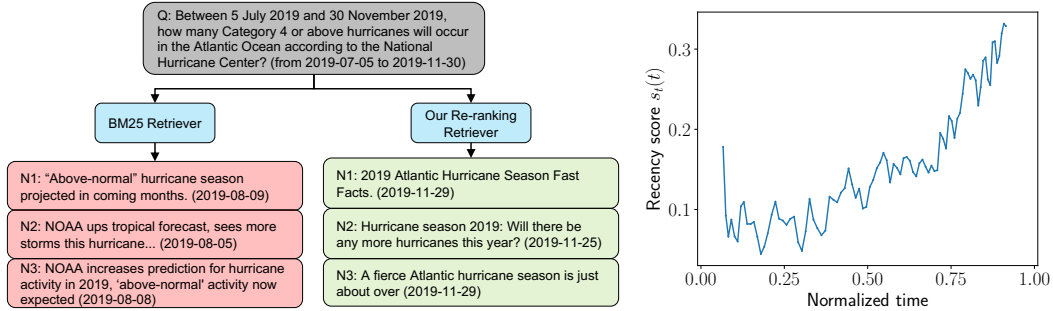 Q: Between 5 July 2019 and 30 November 2019,
how many Category 4 or above hurricanes will occur
in the Atlantic Ocean according to the National
Hurricane Center? (from 2019-07-05 to 2019-11-30)
BM25 Retriever
Our Re-ranking
Retriever
N1: “Above-normal” hurricane season
projected in coming months. (2019-08-09)
N2: NOAA ups tropical forecast, sees more
storms this hurricane... (2019-08-05)
N3: NOAA increases prediction for hurricane
activity in 2019, 'above-normal' activity now
expected (2019-08-08)
N1: 2019 Atlantic Hurricane Season Fast
Facts. (2019-11-29)
N2: Hurricane season 2019: Will there be
any more hurricanes this year? (2019-11-25)
N3: A fierce Atlantic hurricane season is just
about over (2019-11-29)
Recency score s_t(t)
0.3
0.2
0.1
0.00 0.25 0.50 0.75 1.00
Normalized time